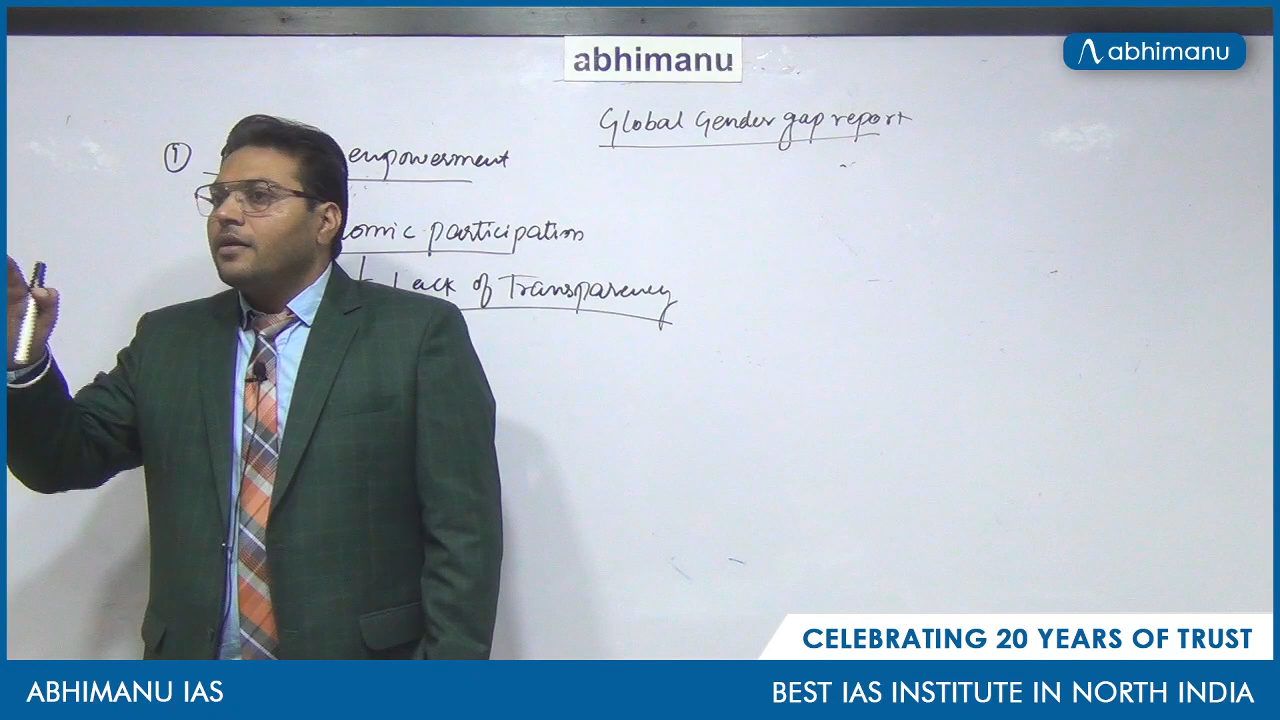 abhimanu
abhimanu
Global Gender gap report
① empowerment
omic participation
Lack of Transparency
CELEBRATING 20 YEARS OF TRUST
ABHIMANU IAS
BEST IAS INSTITUTE IN NORTH INDIA